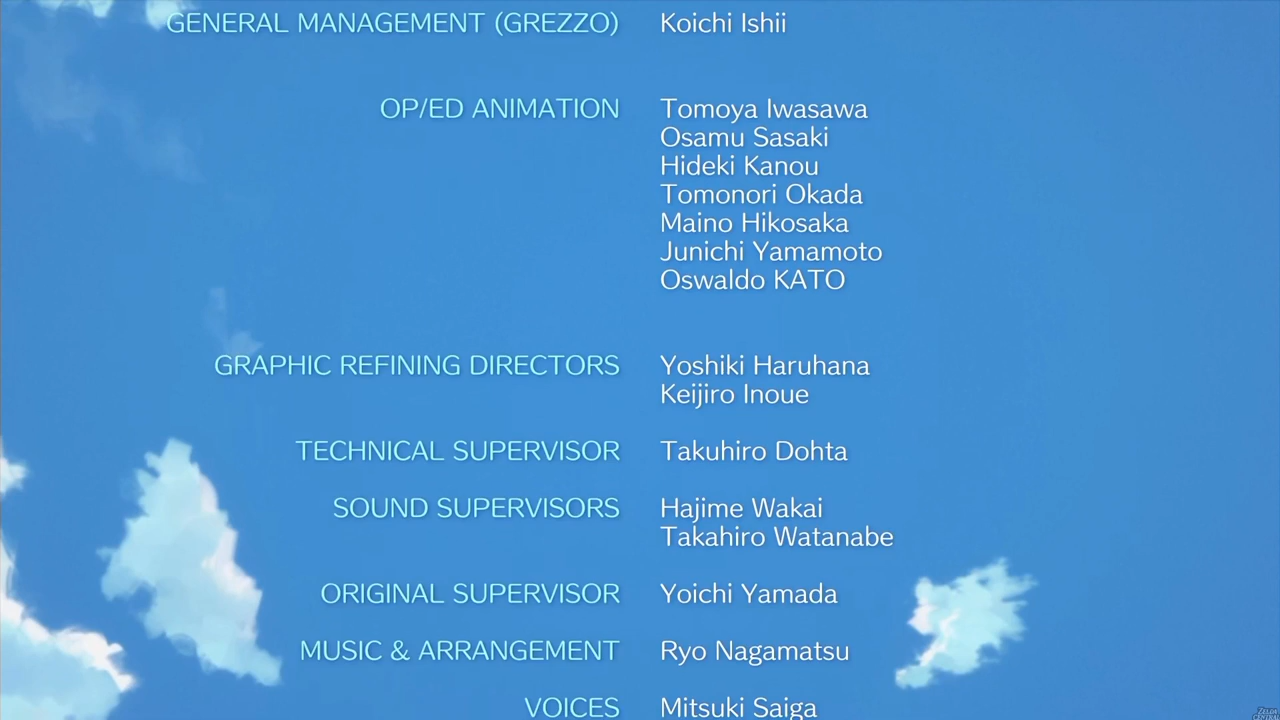 GENERAL MANAGEMENT (GREZZO) Koichi Ishii
OP/ED ANIMATION Tomoya Iwasawa
Osamu Sasaki
Hideki Kanou
Tomonori Okada
Maino Hikosaka
Junichi Yamamoto
Oswaldo KATO
GRAPHIC REFINING DIRECTORS Yoshiki Haruhana
Keijiro Inoue
TECHNICAL SUPERVISOR Takuhiro Dohta
SOUND SUPERVISORS Hajime Wakai
Takahiro Watanabe
ORIGINAL SUPERVISOR Yoichi Yamada
MUSIC & ARRANGEMENT Ryo Nagamatsu
VOICES Mitsuki Saiga
ZELDA